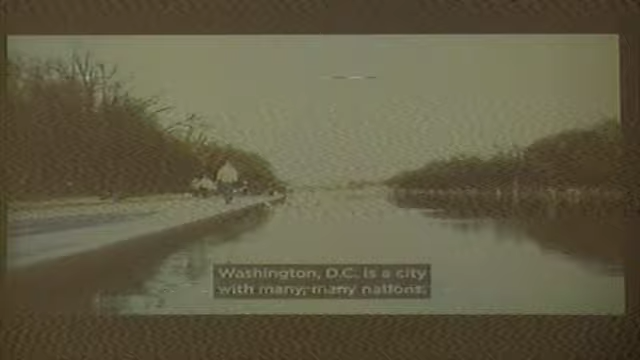 Washington, D.C. is a city
with many, many nations.